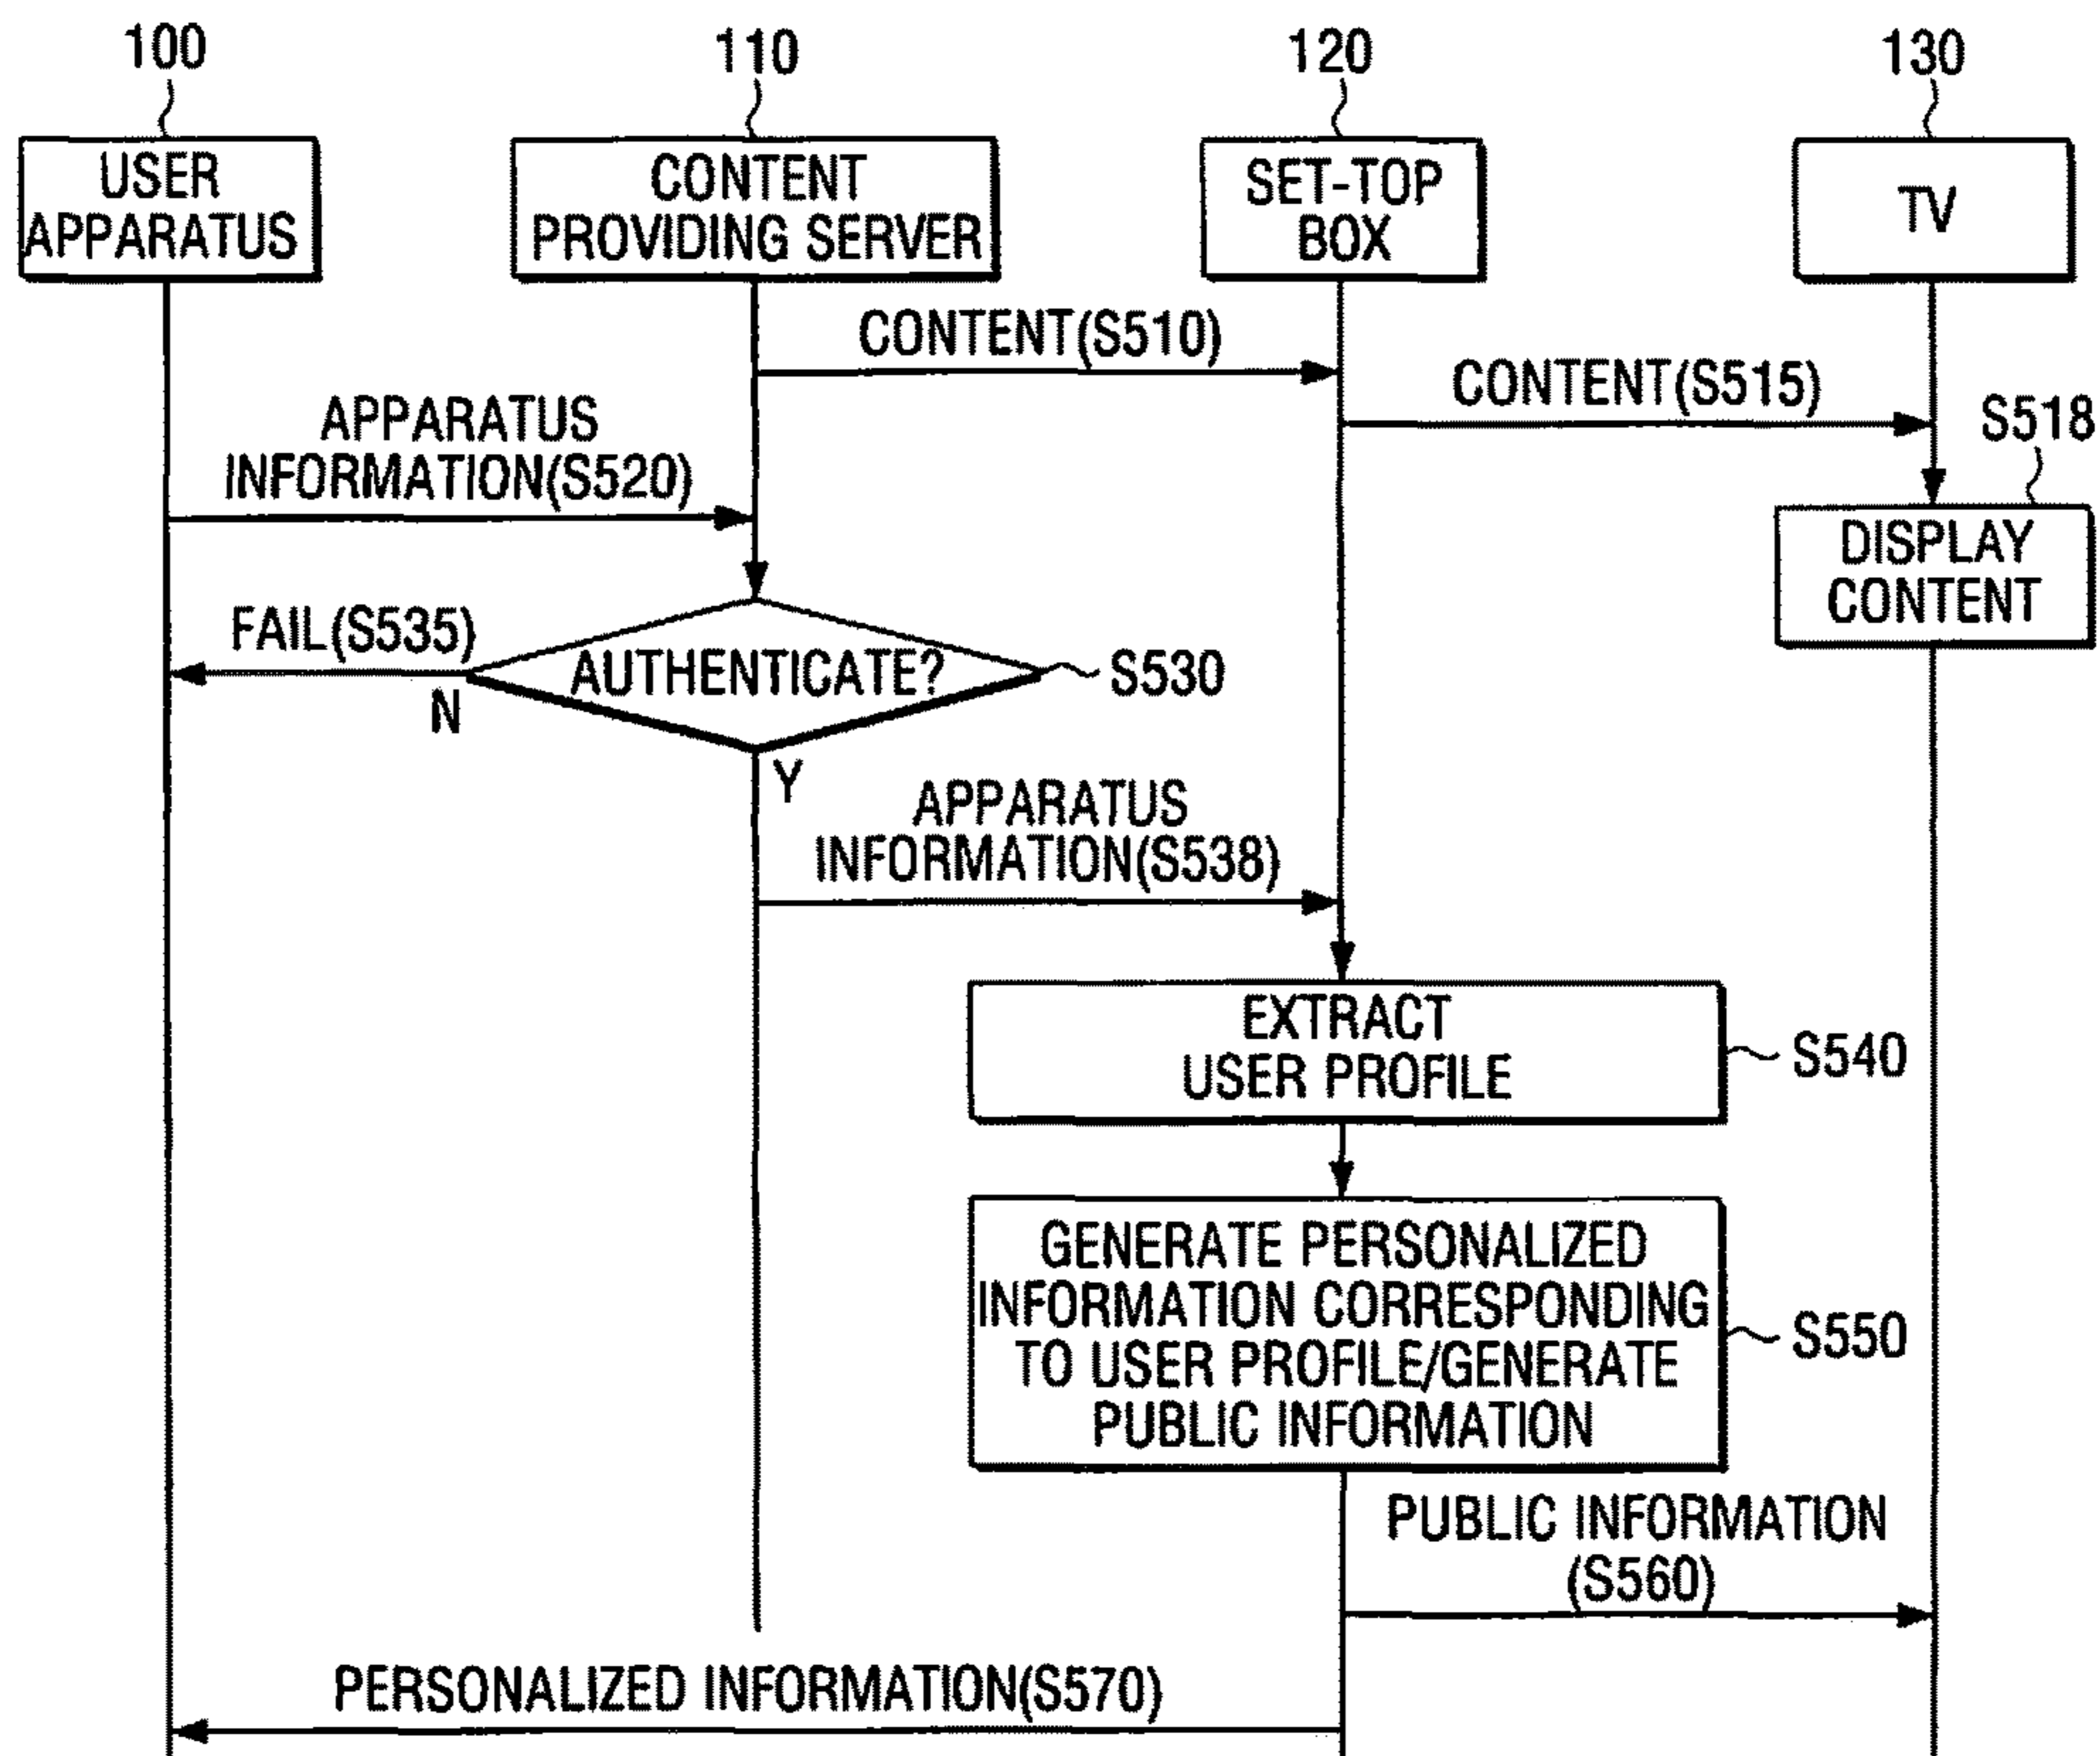 100
110
120
130
USER
APPARATUS
CONTENT
PROVIDING SERVER
SET-TOP
BOX
TV
CONTENT(S510)
CONTENT(S515)
S518
APPARATUS
INFORMATION(S520)
DISPLAY
CONTENT
FAIL(S535)
N
AUTHENTICATE?
S530
Y
APPARATUS
INFORMATION(S538)
EXTRACT
USER PROFILE
S540
GENERATE PERSONALIZED
INFORMATION CORRESPONDING
TO USER PROFILE/GENERATE
PUBLIC INFORMATION
S550
PUBLIC INFORMATION
(S560)
PERSONALIZED INFORMATION(S570)